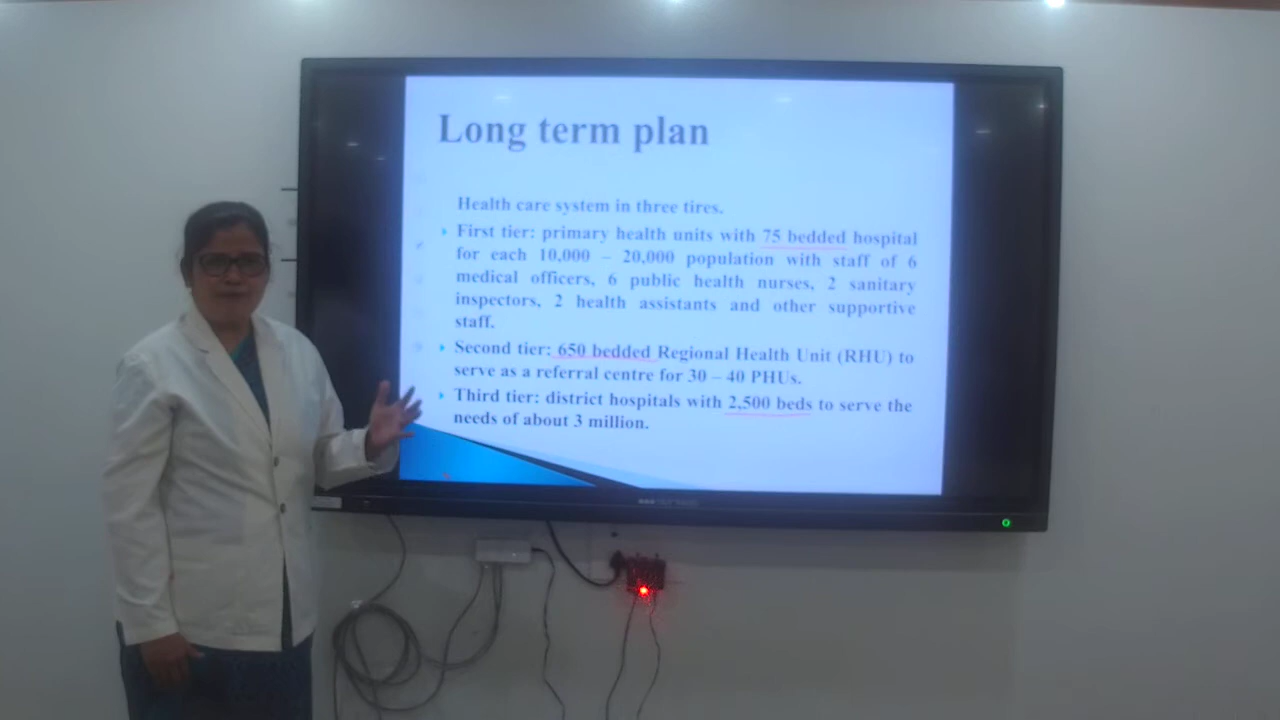 Long term plan
Health care system in three tires.
First tier: primary health units with 75 bedded hospital
for each 10,000 – 20,000 population with staff of 6
medical officers, 6 public health nurses, 2 sanitary
inspectors, 2 health assistants and other supportive
staff.
Second tier: 650 bedded Regional Health Unit (RHU) to
serve as a referral centre for 30 – 40 PHUs.
Third tier: district hospitals with 2,500 beds to serve the
needs of about 3 million.